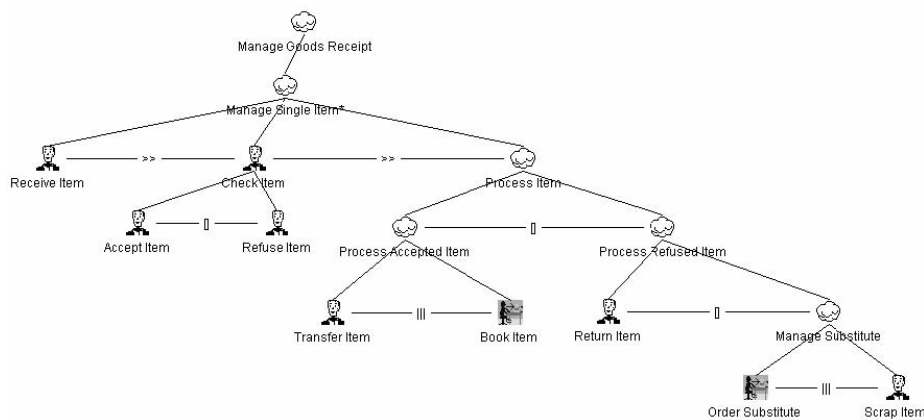 Manage Goods Receipt
Manage Single Item*
>> >>
Receive Item Check Item Process Item
[] []
Accept Item Refuse Item Process Accepted Item Process Refused Item
||| []
Transfer Item Book Item Return Item Manage Substitute
|||
Order Substitute Scrap Item